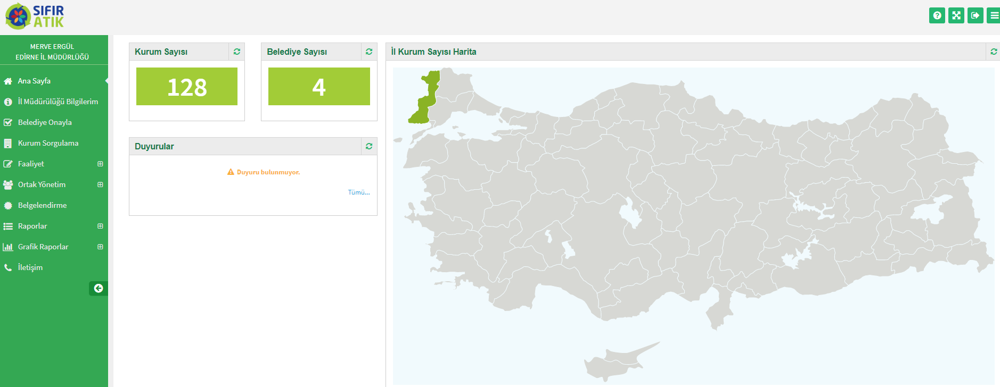 SIFIR
ATIK
MERVE ERGÜL
EDİRNE İL MÜDÜRLÜĞÜ
Ana Sayfa
İl Müdürülüğü Bilgilerim
Belediye Onayla
Kurum Sorgulama
Faaliyet
Ortak Yönetim
Belgelendirme
Raporlar
Grafik Raporlar
İletişim
Kurum Sayısı
128
Belediye Sayısı
4
Duyurular
Duyuru bulunmuyor.
Tümü...
İl Kurum Sayısı Harita